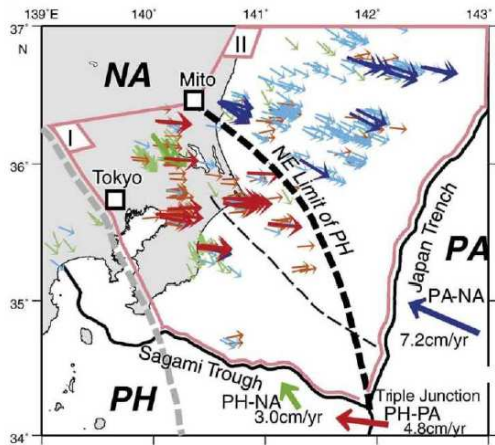 139°E 140° 141° 142° 143°
37°
N
36°
35°
34°
II
NA
Mito
I
Tokyo
NE Limit of PH
Japan Trench
PA
PA-NA
7.2cm/yr
Sagami Trough
PH
PH-NA
3.0cm/yr
Triple Junction
PH-PA
4.8cm/yr